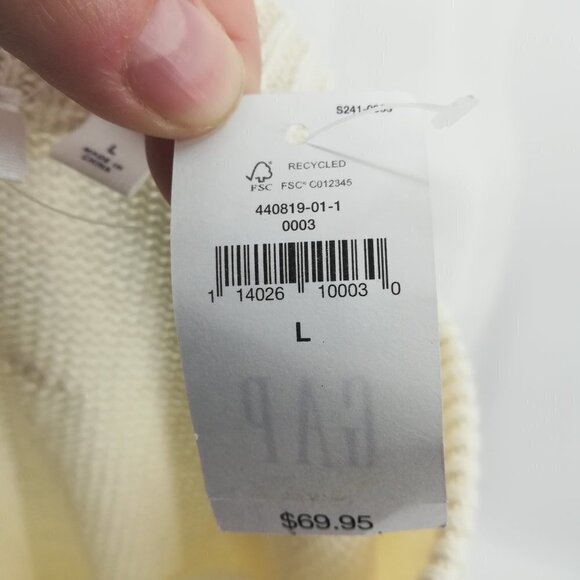 S241-0
RECYCLED
FSC
FSC® C012345
440819-01-1
0003
1 14026 10003 0
L
GAP
$69.95
L
MADE IN
CHINA